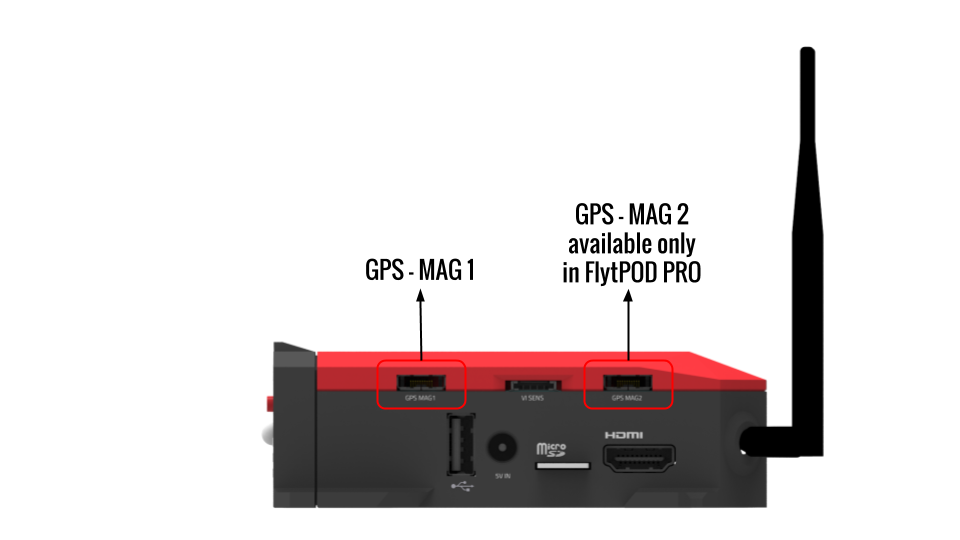 GPS - MAG 2
available only
in FlytPOD PRO
GPS - MAG 1
GPS MAG1
VI SENS
GPS MAG2
HDMI
Micro
SD
5V IN